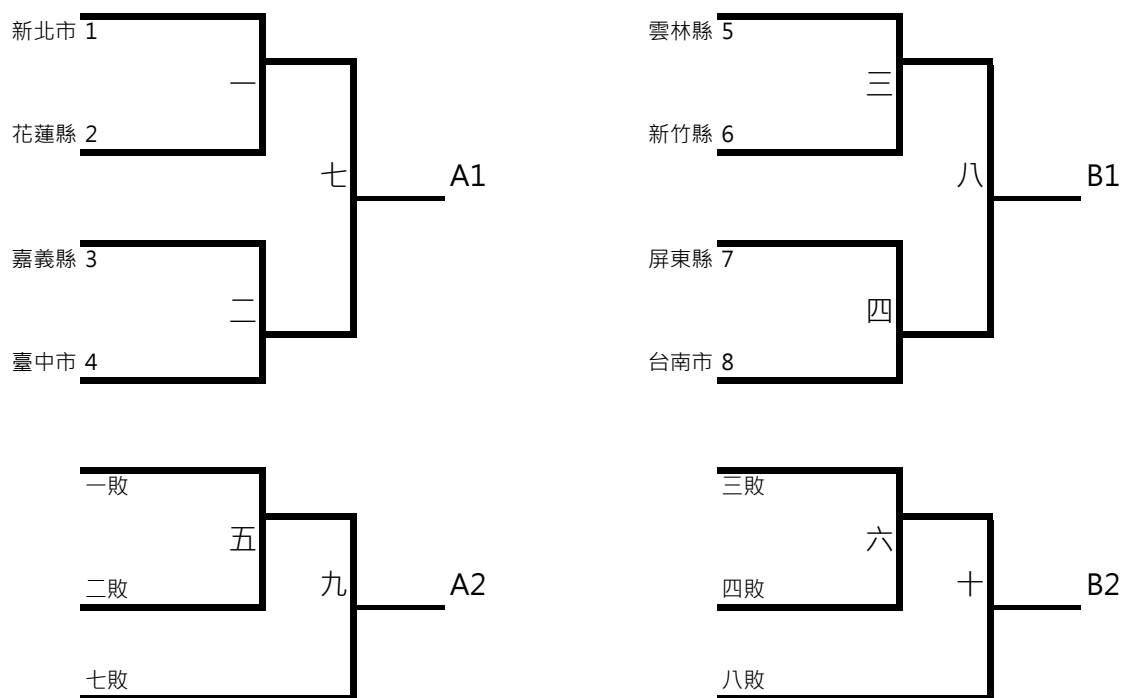 新北市 1
一
花蓮縣 2
七
A1
嘉義縣 3
二
臺中市 4
雲林縣 5
三
新竹縣 6
八
B1
屏東縣 7
四
台南市 8
一敗
五
二敗
九
A2
七敗
三敗
六
四敗
十
B2
八敗